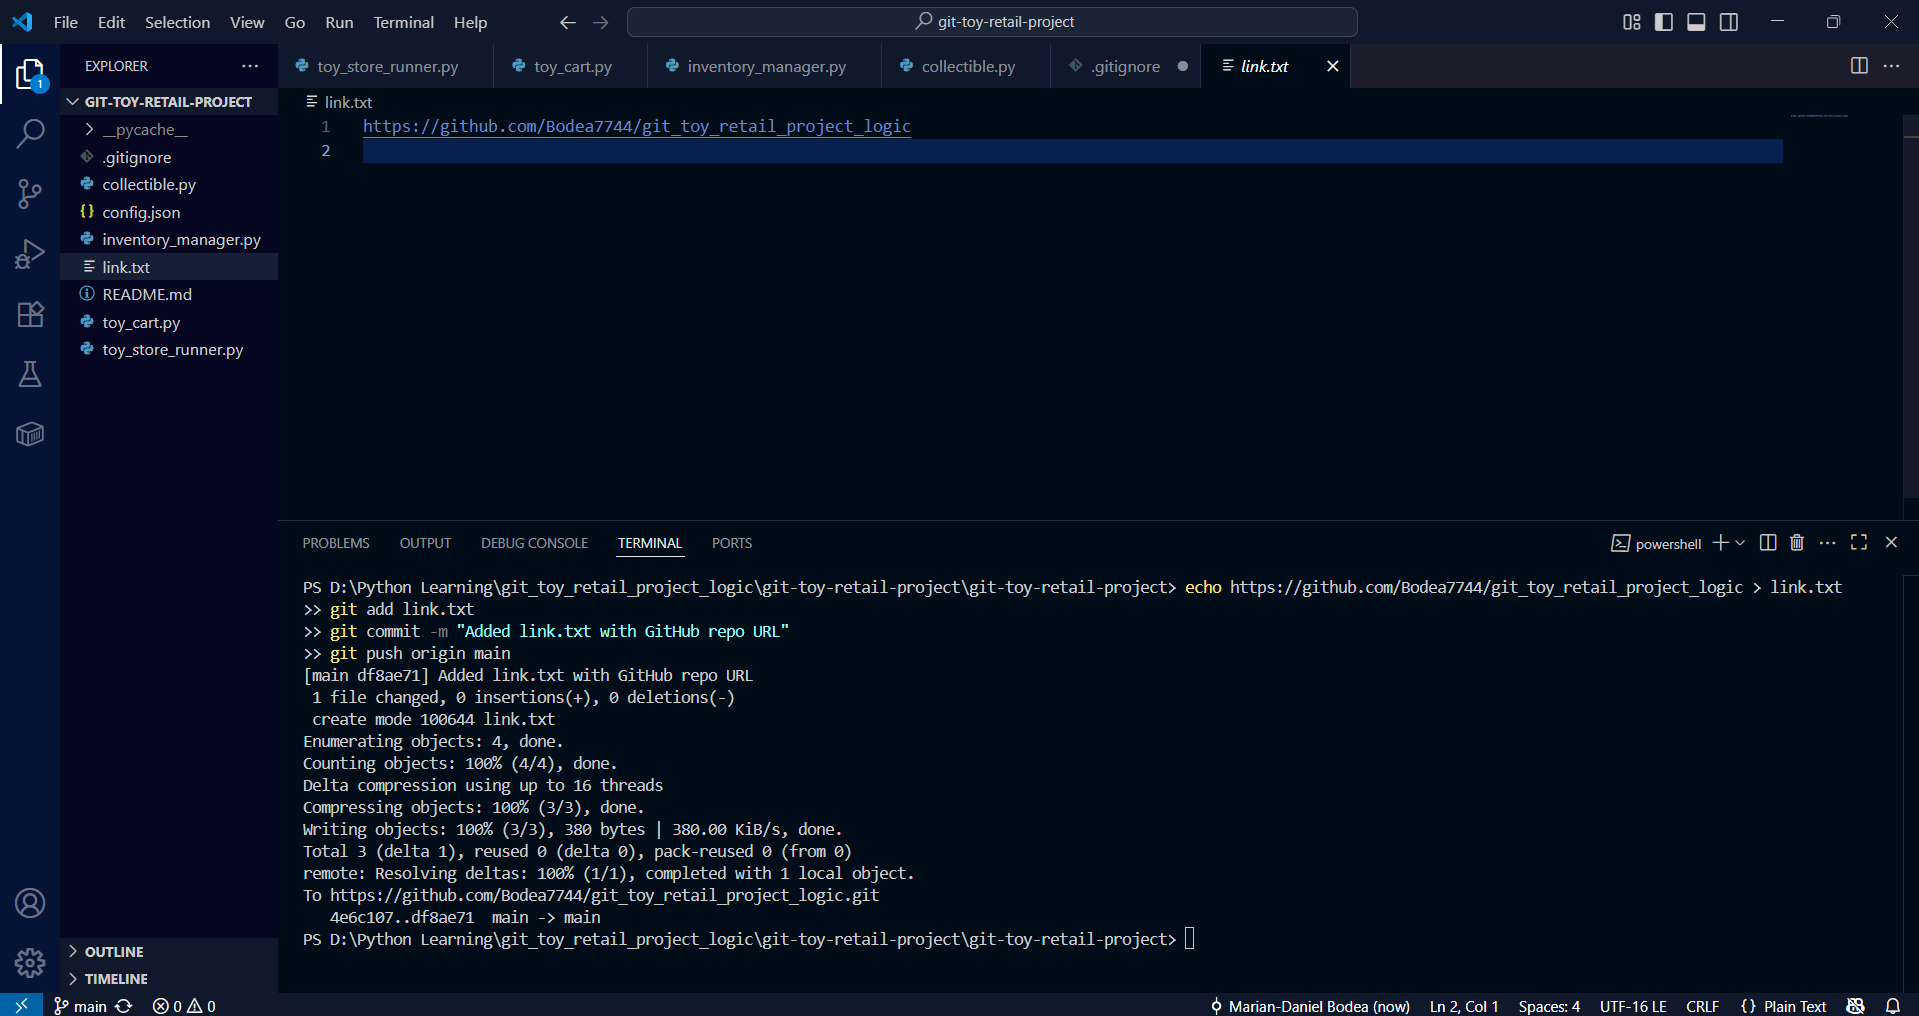 File Edit Selection View Go Run Terminal Help
git-toy-retail-project
EXPLORER
toy_store_runner.py
toy_cart.py
inventory_manager.py
collectible.py
.gitignore
link.txt
1
GIT-TOY-RETAIL-PROJECT
__pycache__
.gitignore
collectible.py
config.json
inventory_manager.py
link.txt
README.md
toy_cart.py
toy_store_runner.py
OUTLINE
TIMELINE
link.txt
1 https://github.com/Bodea7744/git_toy_retail_project_logic
2
PROBLEMS OUTPUT DEBUG CONSOLE TERMINAL PORTS
powershell
PS D:\Python Learning\git_toy_retail_project_logic\git-toy-retail-project\git-toy-retail-project> echo https://github.com/Bodea7744/git_toy_retail_project_logic > link.txt
>> git add link.txt
>> git commit -m "Added link.txt with GitHub repo URL"
>> git push origin main
[main df8ae71] Added link.txt with GitHub repo URL
1 file changed, 0 insertions(+), 0 deletions(-)
create mode 100644 link.txt
Enumerating objects: 4, done.
Counting objects: 100% (4/4), done.
Delta compression using up to 16 threads
Compressing objects: 100% (3/3), done.
Writing objects: 100% (3/3), 380 bytes | 380.00 KiB/s, done.
Total 3 (delta 1), reused 0 (delta 0), pack-reused 0 (from 0)
remote: Resolving deltas: 100% (1/1), completed with 1 local object.
To https://github.com/Bodea7744/git_toy_retail_project_logic.git
4e6c107..df8ae71 main -> main
PS D:\Python Learning\git_toy_retail_project_logic\git-toy-retail-project\git-toy-retail-project>
main 0 0 Marian-Daniel Bodea (now) Ln 2, Col 1 Spaces: 4 UTF-16 LE CRLF {} Plain Text